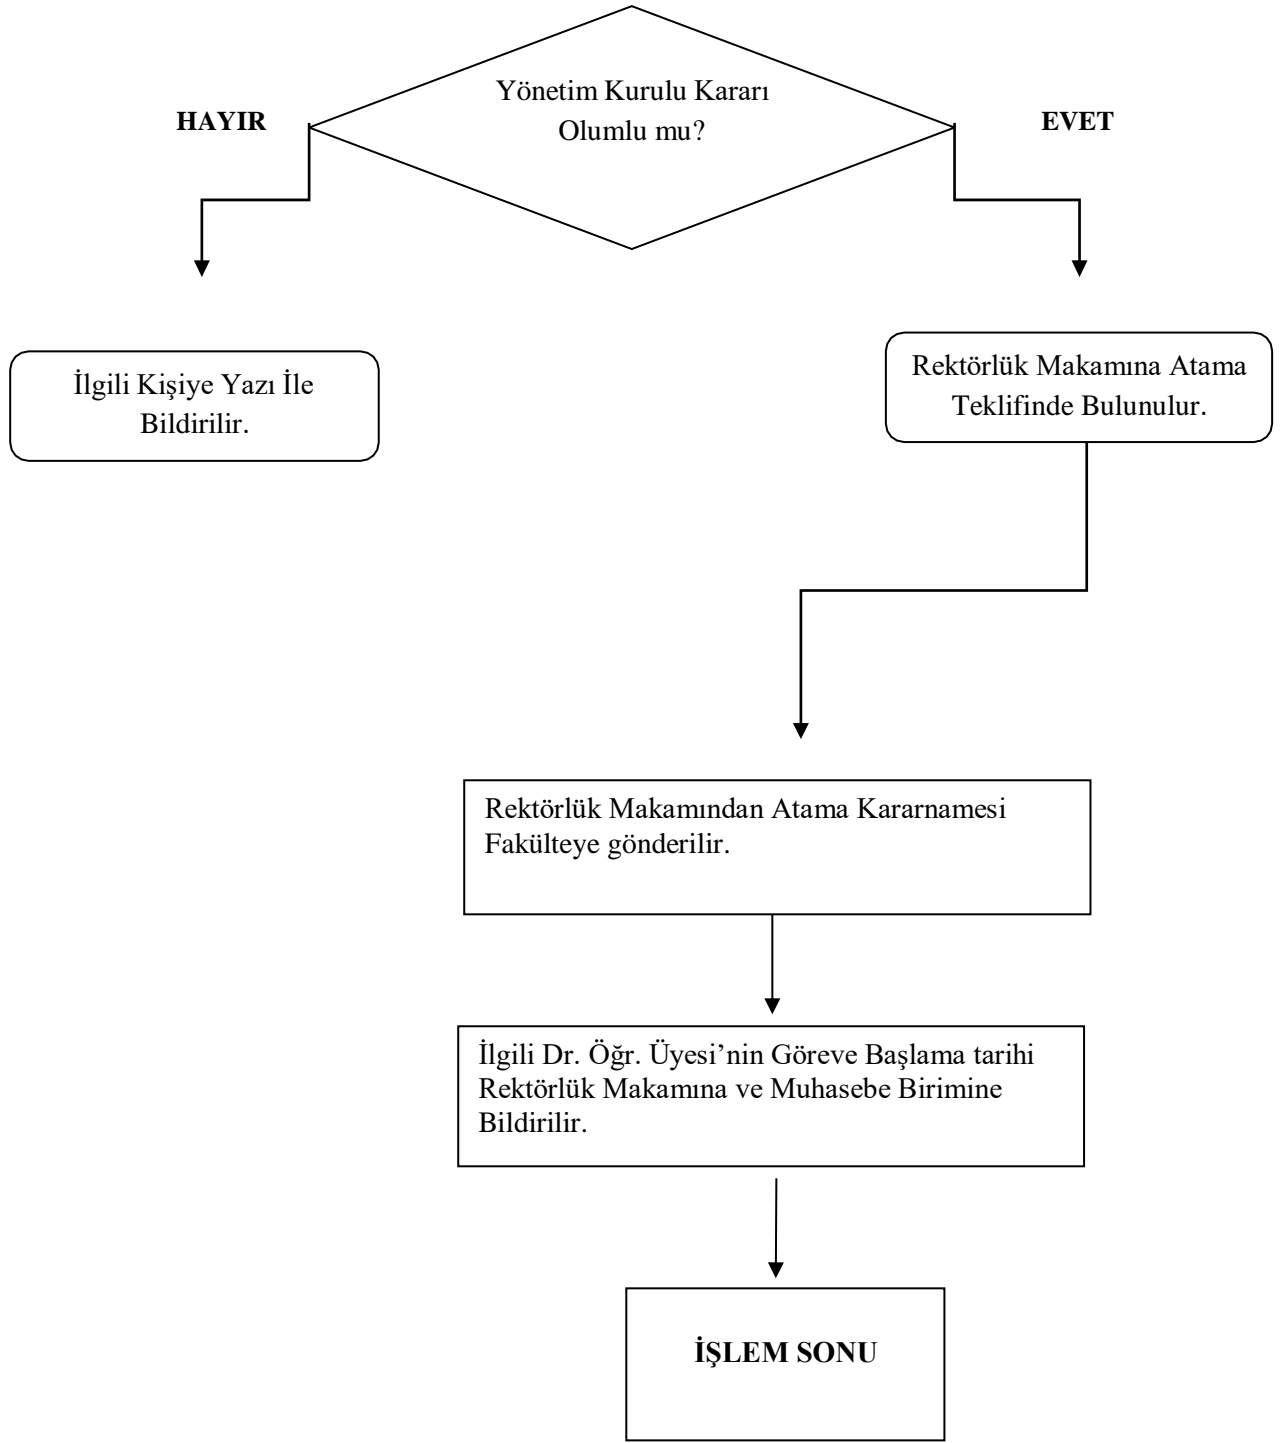 Yönetim Kurulu Kararı
Olumlu mu?
HAYIR
EVET
İlgili Kişiye Yazı İle
Bildirilir.
Rektörlük Makamına Atama
Teklifinde Bulunulur.
Rektörlük Makamından Atama Kararnamesi
Fakülteye gönderilir.
İlgili Dr. Öğr. Üyesi’nin Göreve Başlama tarihi
Rektörlük Makamına ve Muhasebe Birimine
Bildirilir.
İŞLEM SONU